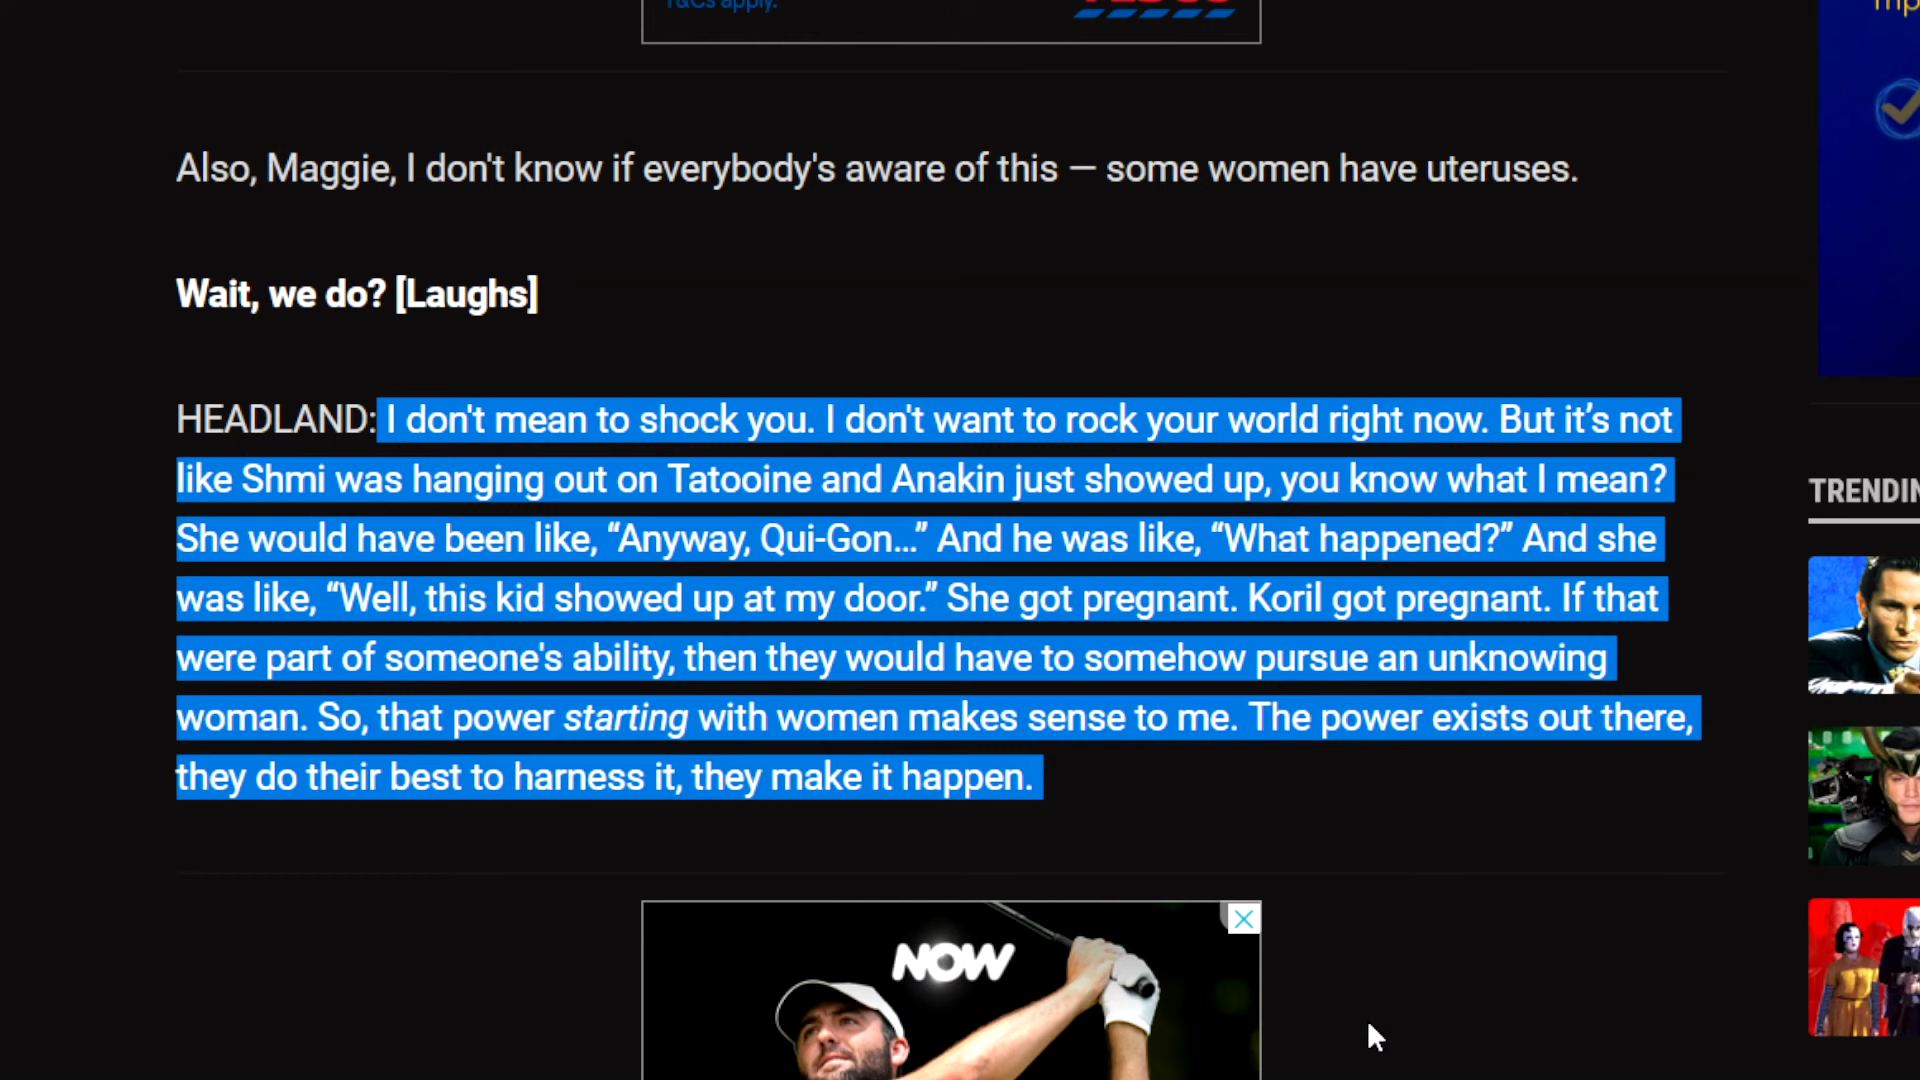 T&Cs apply.
Also, Maggie, I don't know if everybody's aware of this — some women have uteruses.
Wait, we do? [Laughs]
HEADLAND: I don't mean to shock you. I don't want to rock your world right now. But it’s not
like Shmi was hanging out on Tatooine and Anakin just showed up, you know what I mean?
She would have been like, “Anyway, Qui-Gon…” And he was like, “What happened?” And she
was like, “Well, this kid showed up at my door.” She got pregnant. Koril got pregnant. If that
were part of someone's ability, then they would have to somehow pursue an unknowing
woman. So, that power starting with women makes sense to me. The power exists out there,
they do their best to harness it, they make it happen.
TRENDIN
NOW